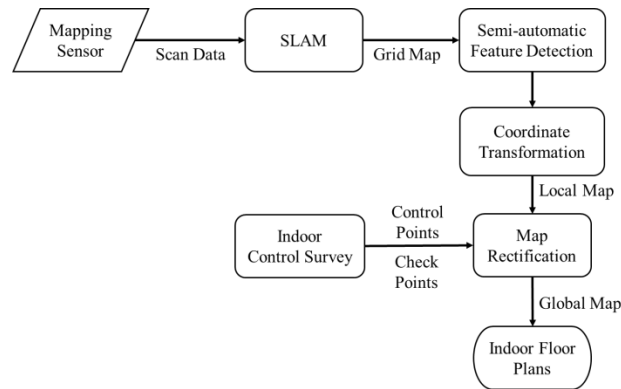 Mapping
Sensor
Scan Data
SLAM
Grid Map
Semi-automatic
Feature Detection
Coordinate
Transformation
Local Map
Indoor
Control Survey
Control
Points
Check
Points
Map
Rectification
Global Map
Indoor Floor
Plans